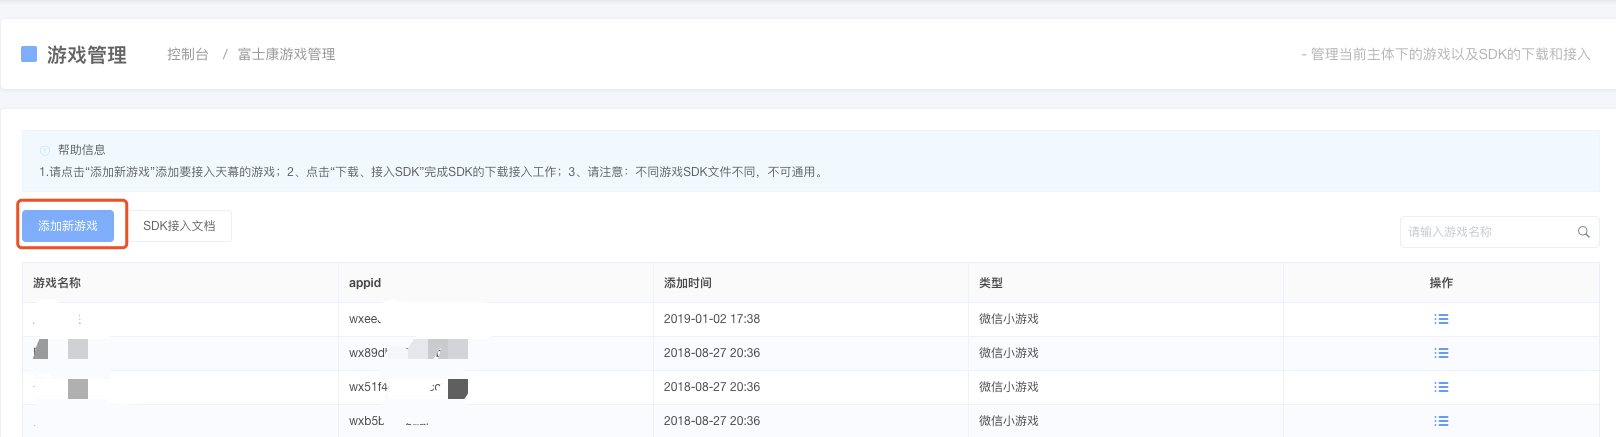 游戏管理 控制台 / 富士康游戏管理 - 管理当前主体下的游戏以及SDK的下载和接入
帮助信息
1.请点击“添加新游戏”添加要接入天幕的游戏；2、点击“下载、接入SDK”完成SDK的下载接入工作；3、请注意：不同游戏SDK文件不同，不可通用。
添加新游戏 SDK接入文档 请输入游戏名称
游戏名称 appid 添加时间 类型 操作
wxee 2019-01-02 17:38 微信小游戏
wx89d 2018-08-27 20:36 微信小游戏
wx51f4 2018-08-27 20:36 微信小游戏
wxb5b 2018-08-27 20:36 微信小游戏